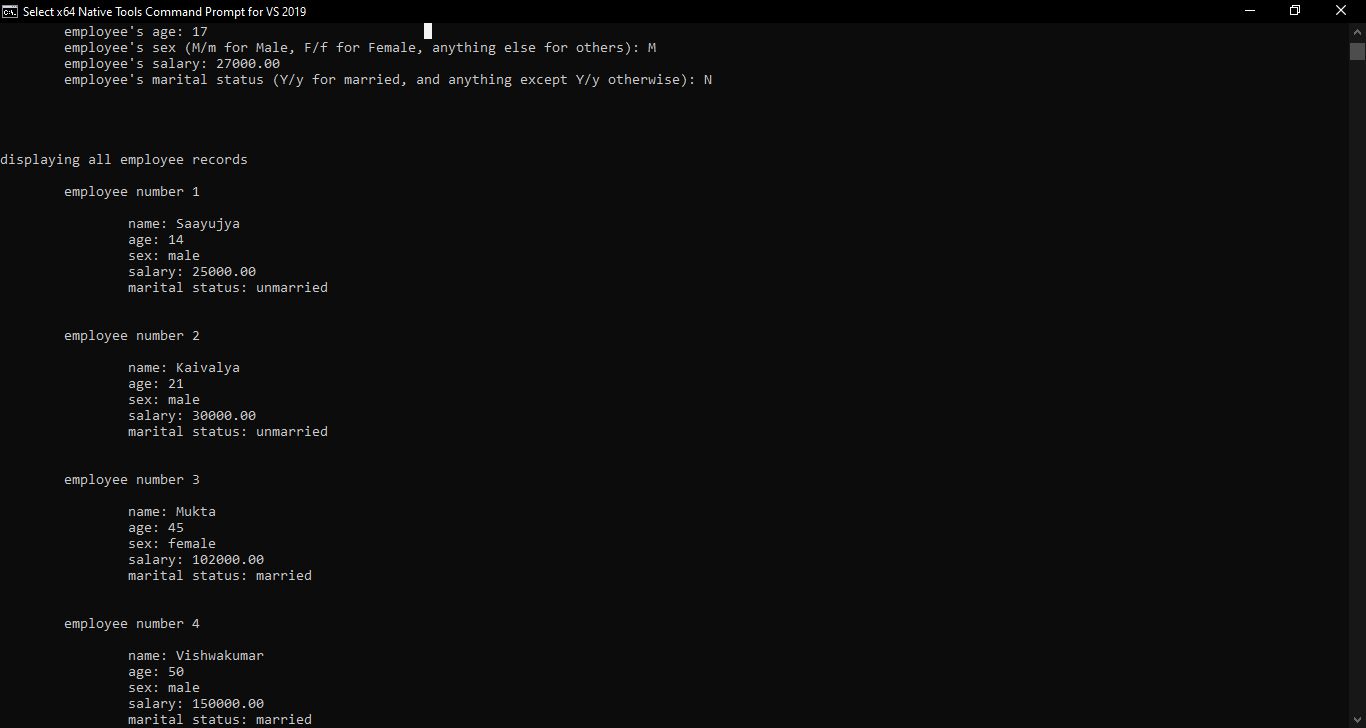 Select x64 Native Tools Command Prompt for VS 2019
employee's age: 17
employee's sex (M/m for Male, F/f for Female, anything else for others): M
employee's salary: 27000.00
employee's marital status (Y/y for married, and anything except Y/y otherwise): N
displaying all employee records
employee number 1
name: Saayujya
age: 14
sex: male
salary: 25000.00
marital status: unmarried
employee number 2
name: Kaivalya
age: 21
sex: male
salary: 30000.00
marital status: unmarried
employee number 3
name: Mukta
age: 45
sex: female
salary: 102000.00
marital status: married
employee number 4
name: Vishwakumar
age: 50
sex: male
salary: 150000.00
marital status: married